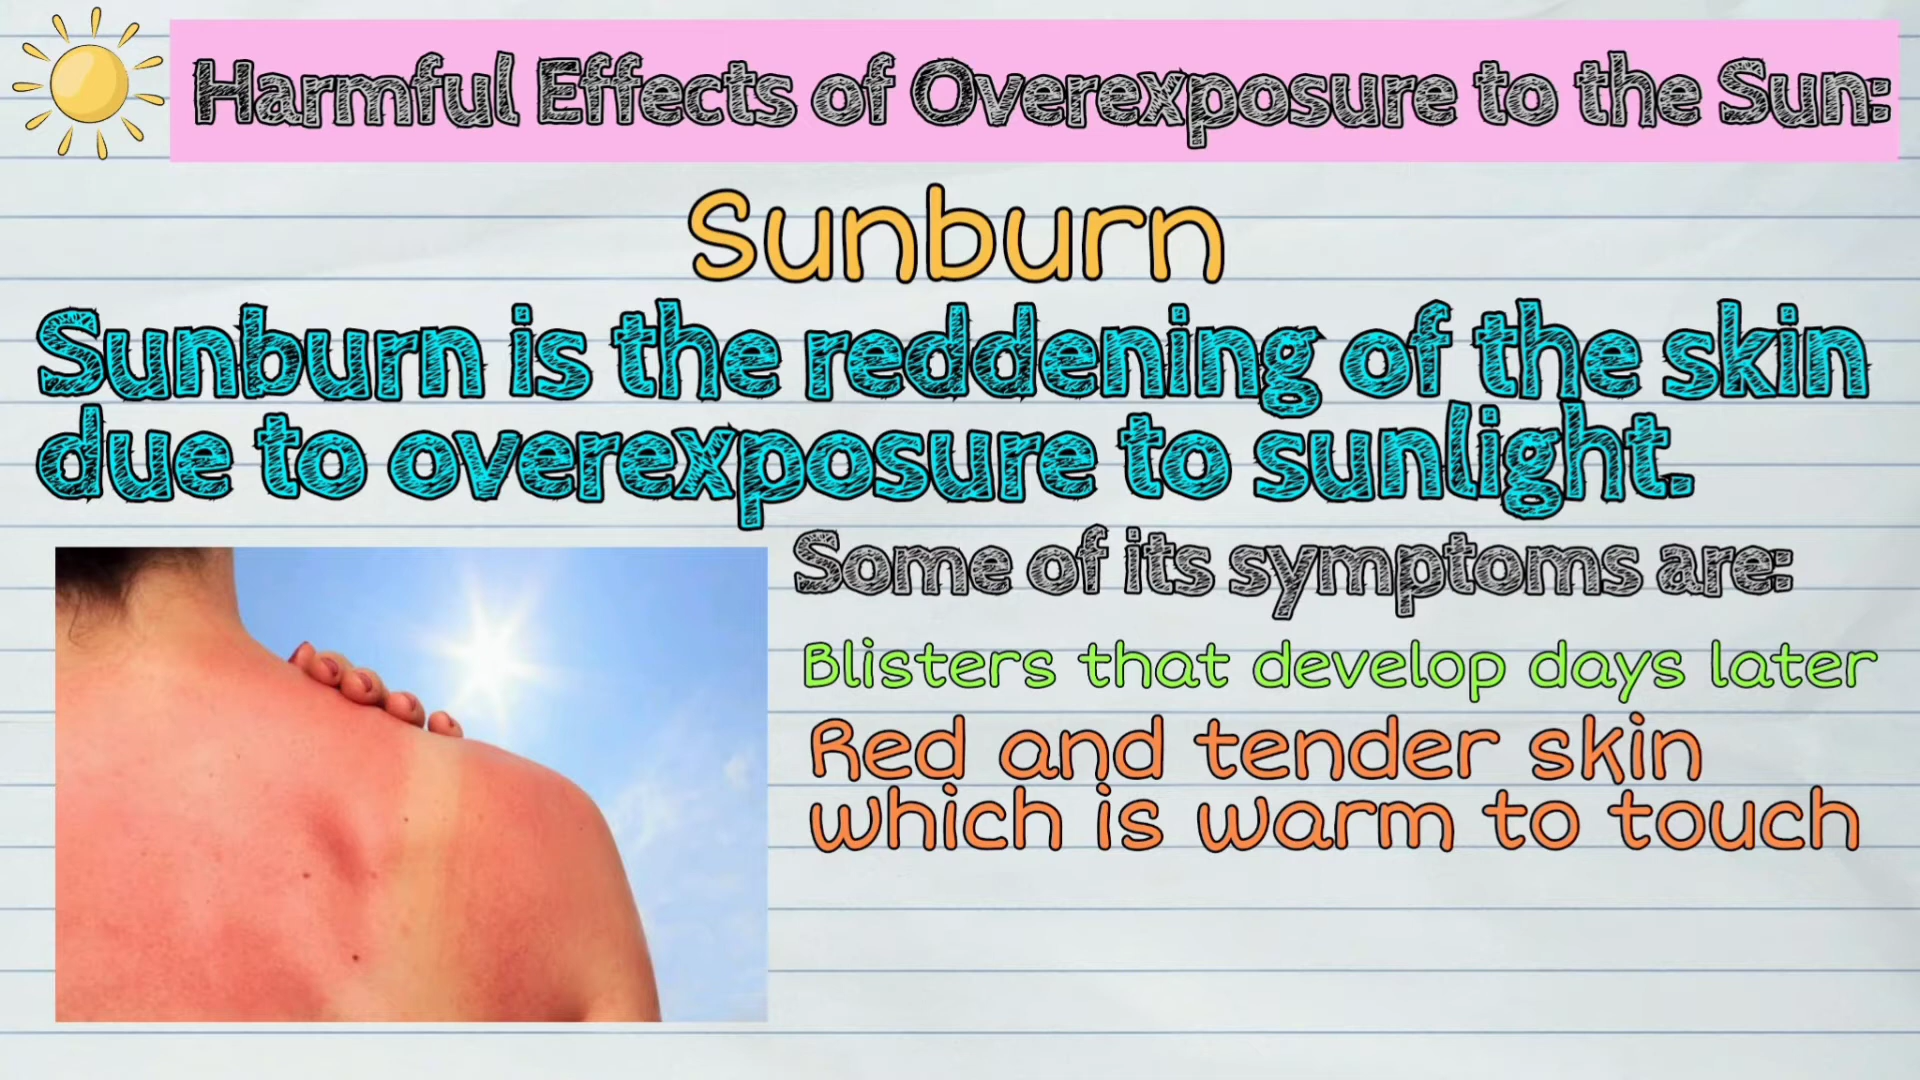 Harmful Effects of Overexposure to the Sun:
Sunburn
Sunburn is the reddening of the skin
due to overexposure to sunlight.
Some of its symptoms are:
Blisters that develop days later
Red and tender skin
which is warm to touch